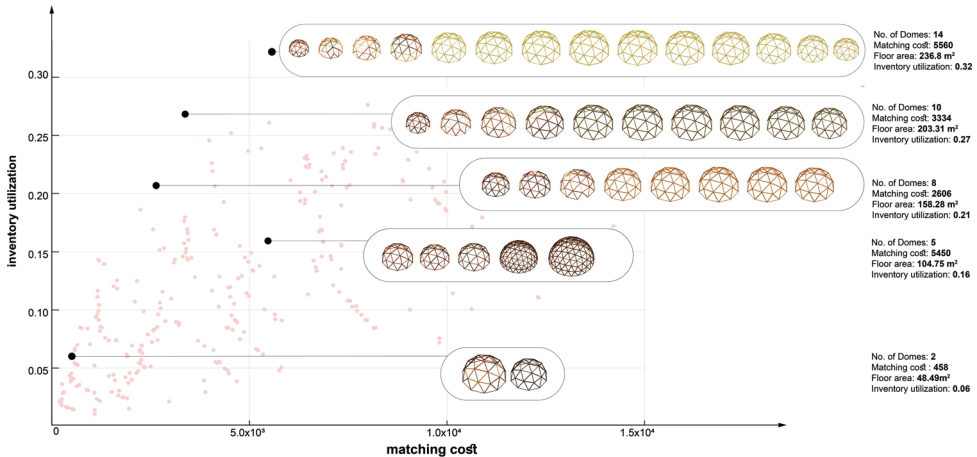 No. of Domes: 14
Matching cost: 5560
Floor area: 236.8 m²
Inventory utilization: 0.32
0.30
No. of Domes: 10
Matching cost: 3334
Floor area: 203.31 m²
Inventory utilization: 0.27
0.25
No. of Domes: 8
Matching cost: 2606
Floor area: 158.28 m²
Inventory utilization: 0.21
0.20
No. of Domes: 5
Matching cost: 5450
Floor area: 104.75 m²
Inventory utilization: 0.16
0.15
0.10
No. of Domes: 2
Matching cost : 458
Floor area: 48.49m²
Inventory utilization: 0.06
0.05
inventory utilization
0
5.0x10³
1.0x10⁴
1.5x10⁴
matching cost